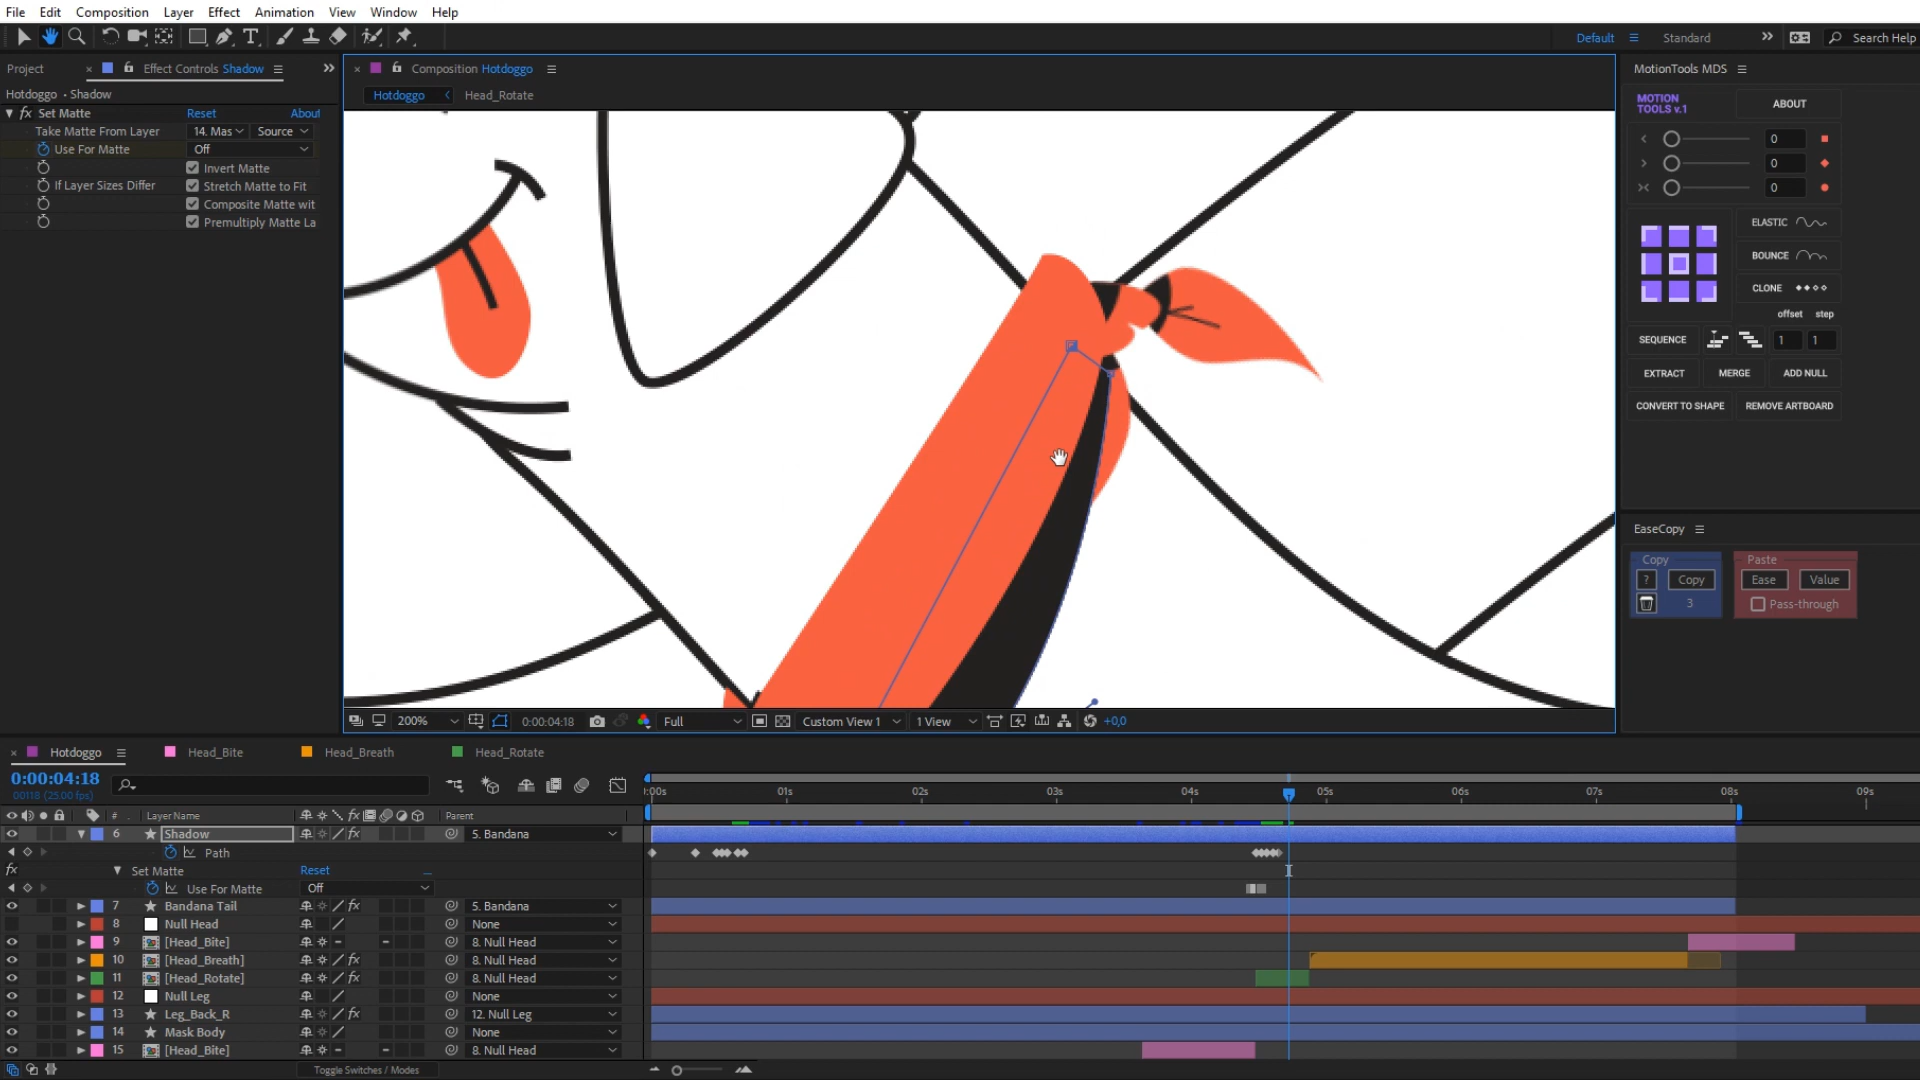 File Edit Composition Layer Effect Animation View Window Help
Default Standard Search Help
Project Effect Controls Shadow Composition Hotdoggo MotionTools MDS
Hotdoggo • Shadow
Hotdoggo Head_Rotate
fx Set Matte Reset About
Take Matte From Layer 14. Mas Source
Use For Matte Off
Invert Matte
If Layer Sizes Differ Stretch Matte to Fit
Composite Matte wit
Premultiply Matte La
MOTION TOOLS v.1 ABOUT
0
0
0
ELASTIC
BOUNCE
CLONE
offset step
SEQUENCE 1 1
EXTRACT MERGE ADD NULL
CONVERT TO SHAPE REMOVE ARTBOARD
EaseCopy
Copy Paste
? Copy Ease Value
3 Pass-through
200% 0:00:04:18 Full Custom View 1 1 View +0,0
Hotdoggo Head_Bite Head_Breath Head_Rotate
0:00:04:18
00118 (25.00 fps)
:00s 01s 02s 03s 04s 05s 06s 07s 08s 09s
# Layer Name Parent
6 Shadow 5. Bandana
Path
fx Set Matte Reset
Use For Matte Off
7 Bandana Tail 5. Bandana
8 Null Head None
9 [Head_Bite] 8. Null Head
10 [Head_Breath] 8. Null Head
11 [Head_Rotate] 8. Null Head
12 Null Leg None
13 Leg_Back_R 12. Null Leg
14 Mask Body None
15 [Head_Bite] 8. Null Head
Toggle Switches / Modes